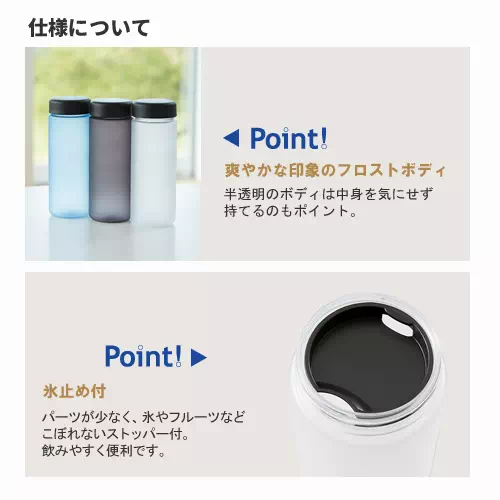 仕様について
◀ Point!
爽やかな印象のフロストボディ
半透明のボディは中身を気にせず
持てるのもポイント。
Point! ▶
氷止め付
パーツが少なく、氷やフルーツなど
こぼれないストッパー付。
飲みやすく便利です。